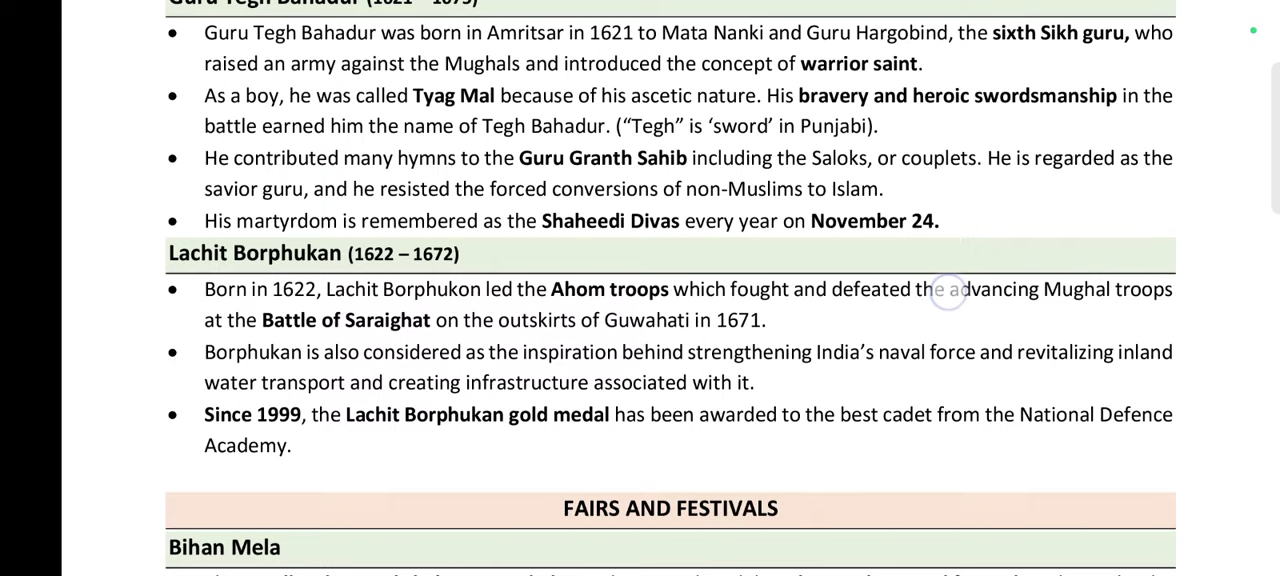 Guru Tegh Bahadur (1621 – 1675)
• Guru Tegh Bahadur was born in Amritsar in 1621 to Mata Nanki and Guru Hargobind, the sixth Sikh guru, who
raised an army against the Mughals and introduced the concept of warrior saint.
• As a boy, he was called Tyag Mal because of his ascetic nature. His bravery and heroic swordsmanship in the
battle earned him the name of Tegh Bahadur. (“Tegh” is ‘sword’ in Punjabi).
• He contributed many hymns to the Guru Granth Sahib including the Saloks, or couplets. He is regarded as the
savior guru, and he resisted the forced conversions of non-Muslims to Islam.
• His martyrdom is remembered as the Shaheedi Divas every year on November 24.
Lachit Borphukan (1622 – 1672)
• Born in 1622, Lachit Borphukon led the Ahom troops which fought and defeated the advancing Mughal troops
at the Battle of Saraighat on the outskirts of Guwahati in 1671.
• Borphukan is also considered as the inspiration behind strengthening India’s naval force and revitalizing inland
water transport and creating infrastructure associated with it.
• Since 1999, the Lachit Borphukan gold medal has been awarded to the best cadet from the National Defence
Academy.
FAIRS AND FESTIVALS
Bihan Mela